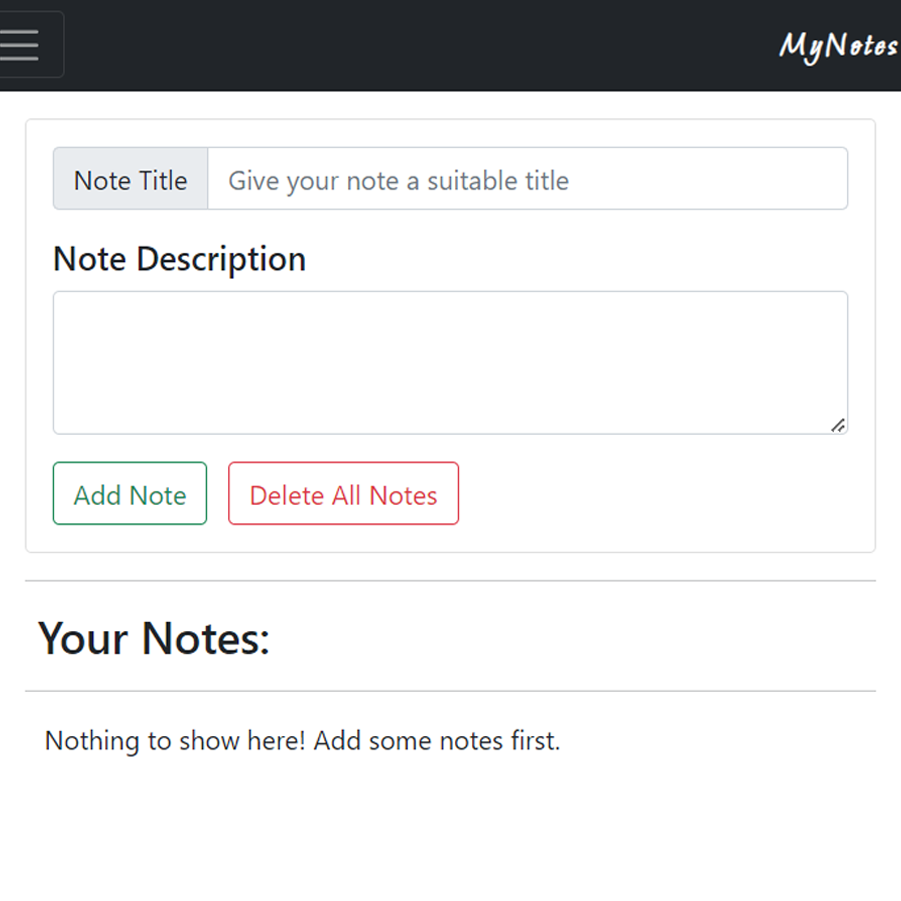 MyNotes
Note Title Give your note a suitable title
Note Description
Add Note Delete All Notes
Your Notes:
Nothing to show here! Add some notes first.